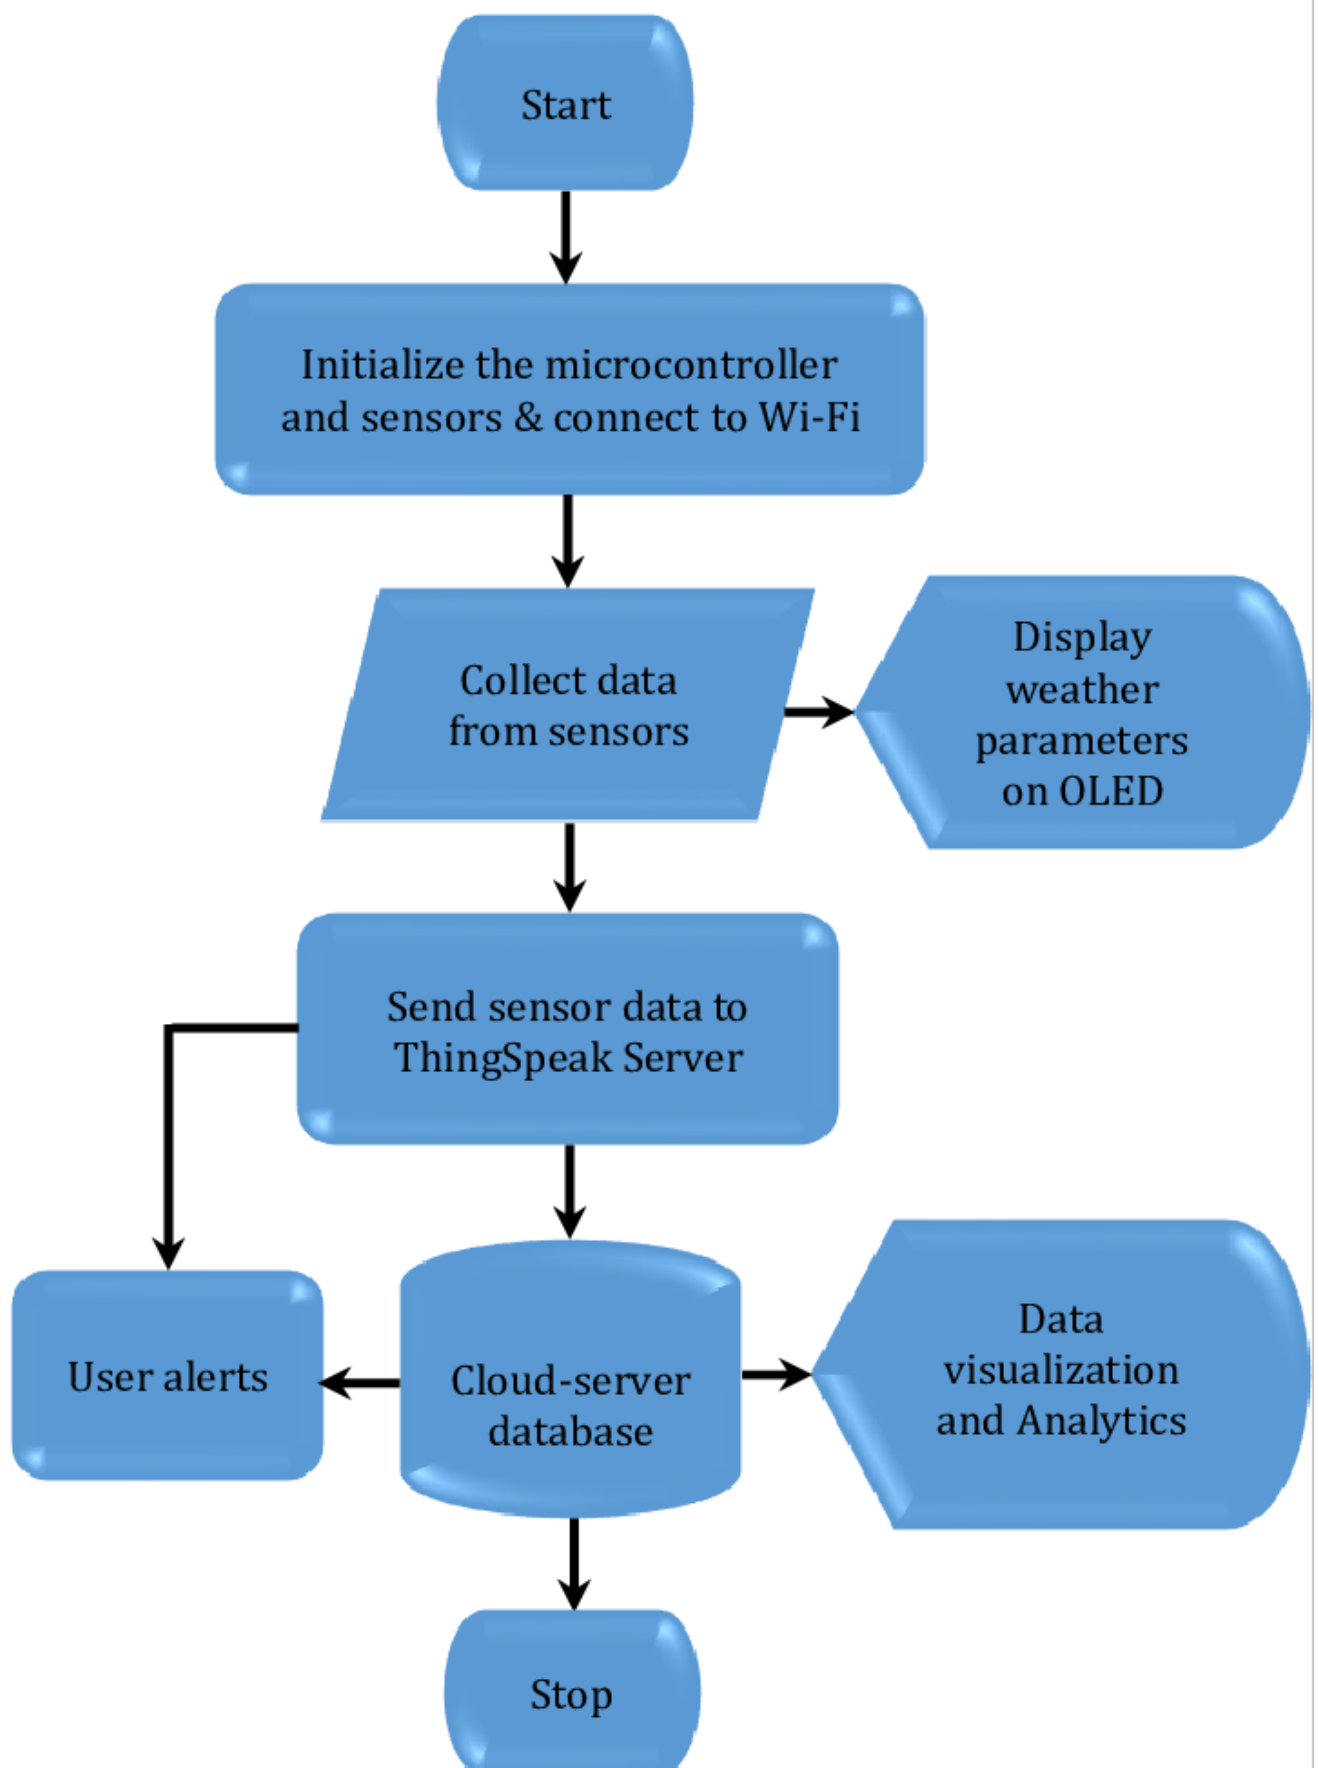 Start
Initialize the microcontroller
and sensors & connect to Wi-Fi
Collect data
from sensors
Display
weather
parameters
on OLED
Send sensor data to
ThingSpeak Server
User alerts
Cloud-server
database
Data
visualization
and Analytics
Stop